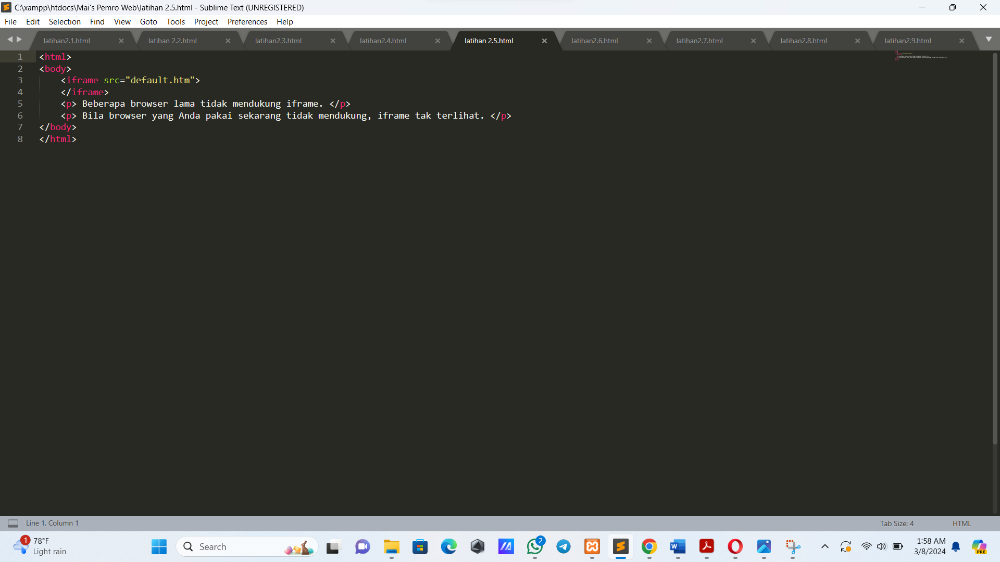 C:\xampp\htdocs\Mai's Pemro Web\latihan 2.5.html - Sublime Text (UNREGISTERED)
File Edit Selection Find View Goto Tools Project Preferences Help
latihan2.1.html latihan 2.2.html latihan2.3.html latihan2.4.html latihan 2.5.html latihan2.6.html latihan2.7.html latihan2.8.html latihan2.9.html
1 <html>
2 <body>
3 <iframe src="default.htm">
4 </iframe>
5 <p> Beberapa browser lama tidak mendukung iframe. </p>
6 <p> Bila browser yang Anda pakai sekarang tidak mendukung, iframe tak terlihat. </p>
7 </body>
8 </html>
Line 1, Column 1 Tab Size: 4 HTML
1 78°F
Light rain
Search
2
1:58 AM
3/8/2024
PRE